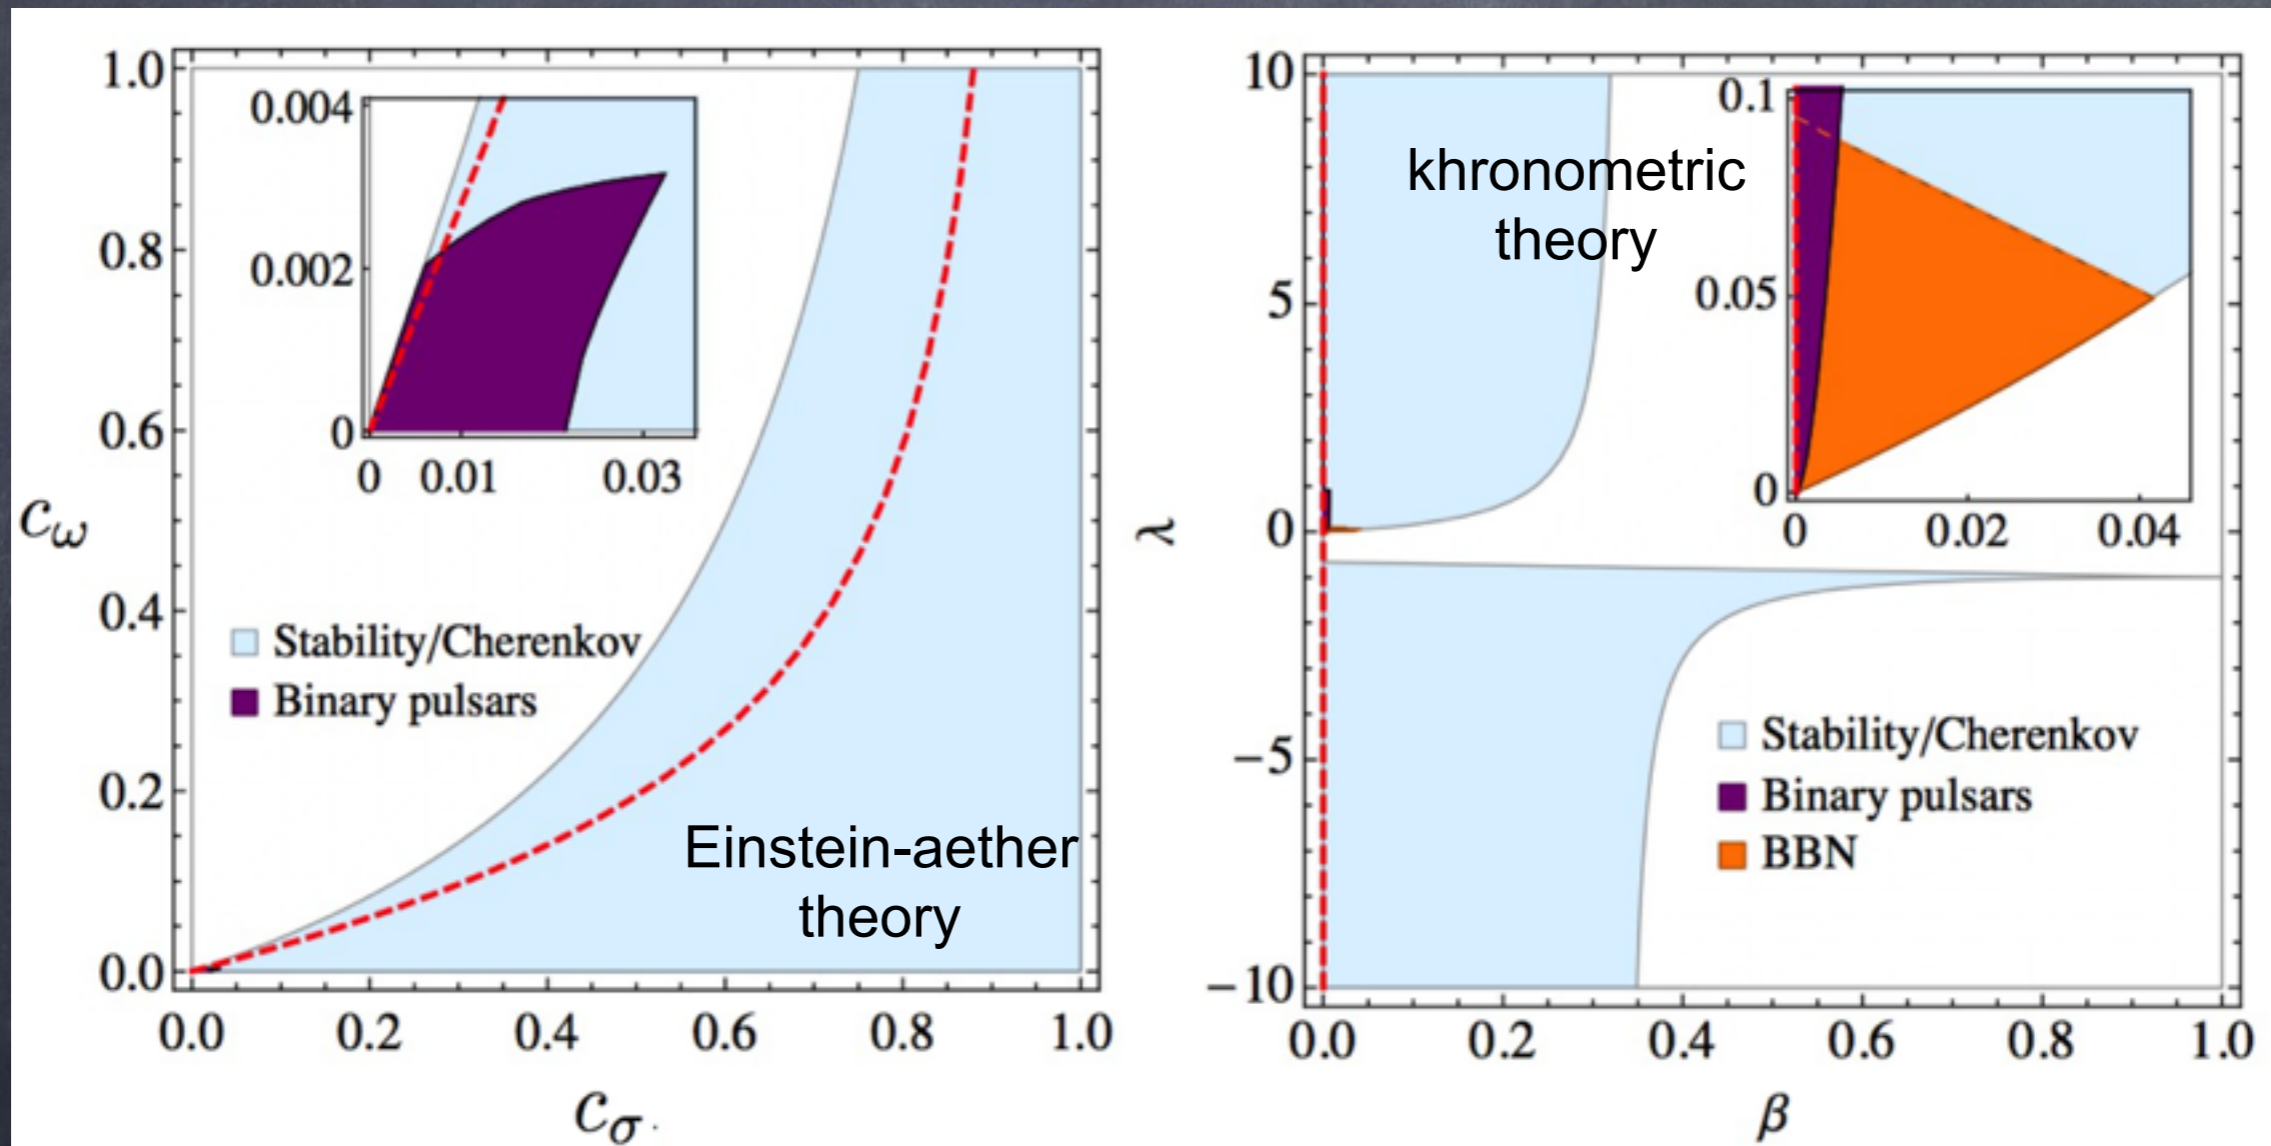 1.0
0.8
0.6
0.4
0.2
0.0
cω
0.004
0.002
0
0 0.01 0.03
Stability/Cherenkov
Binary pulsars
Einstein-aether
theory
0.0 0.2 0.4 0.6 0.8 1.0
cσ
10
5
0
−5
−10
λ
khronometric
theory
0.1
0.05
0
0 0.02 0.04
Stability/Cherenkov
Binary pulsars
BBN
0.0 0.2 0.4 0.6 0.8 1.0
β